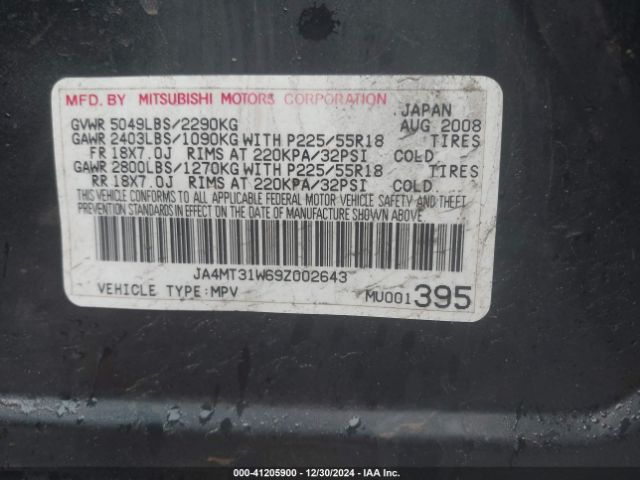 MFD. BY MITSUBISHI MOTORS CORPORATION JAPAN
GVWR 5049LBS/2290KG AUG 2008
GAWR 2403LBS/1090KG WITH P225/55R18 TIRES
FR 18X7.0J RIMS AT 220KPA/32PSI COLD
GAWR 2800LBS/1270KG WITH P225/55R18 TIRES
RR 18X7.0J RIMS AT 220KPA/32PSI COLD
THIS VEHICLE CONFORMS TO ALL APPLICABLE FEDERAL MOTOR VEHICLE SAFETY AND THEFT
PREVENTION STANDARDS IN EFFECT ON THE DATE OF MANUFACTURE SHOWN ABOVE.
JA4MT31W69Z002643
VEHICLE TYPE:MPV MU001395
000-41205900 - 12/30/2024 - IAA Inc.